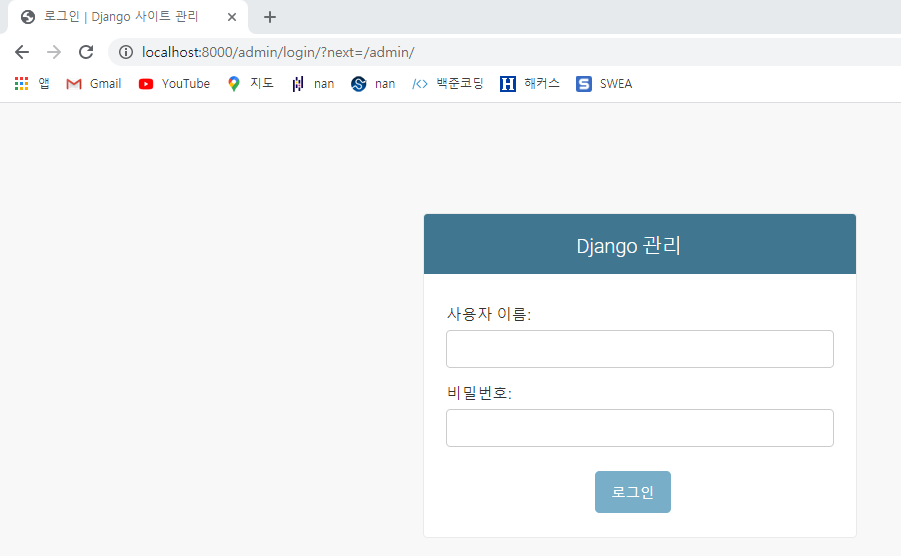 로그인 | Django 사이트 관리
localhost:8000/admin/login/?next=/admin/
앱 Gmail YouTube 지도 nan nan 백준코딩 해커스 SWEA
Django 관리
사용자 이름:
비밀번호:
로그인